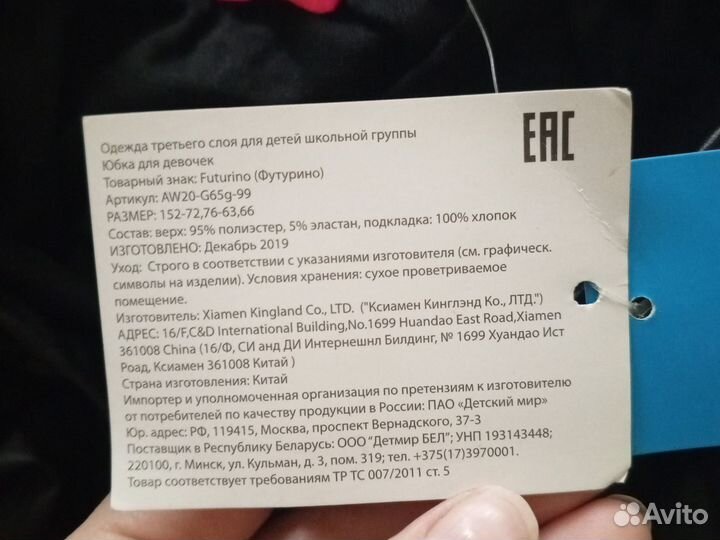 EAC
Одежда третьего слоя для детей школьной группы
Юбка для девочек
Товарный знак: Futurino (Футурино)
Артикул: AW20-G65g-99
РАЗМЕР: 152-72,76-63,66
Состав: верх: 95% полиэстер, 5% эластан, подкладка: 100% хлопок
ИЗГОТОВЛЕНО: Декабрь 2019
Уход: Строго в соответствии с указаниями изготовителя (см. графическ.
символы на изделии). Условия хранения: сухое проветриваемое
помещение.
Изготовитель: Xiamen Kingland Co., LTD. ("Ксиамен Кинглэнд Ко., ЛТД.")
АДРЕС: 16/F,C&D International Building,No.1699 Huandao East Road,Xiamen
361008 China (16/Ф, СИ анд ДИ Интернешнл Билдинг, № 1699 Хуандао Ист
Роад, Ксиамен 361008 Китай )
Страна изготовления: Китай
Импортер и уполномоченная организация по претензиям к изготовителю
от потребителей по качеству продукции в России: ПАО «Детский мир»
Юр. адрес: РФ, 119415, Москва, проспект Вернадского, 37-3
Поставщик в Республику Беларусь: ООО "Детмир БЕЛ"; УНП 193143448;
220100, г. Минск, ул. Кульман, д. 3, пом. 319; тел. +375(17)3970001.
Товар соответствует требованиям ТР ТС 007/2011 ст. 5
Avito